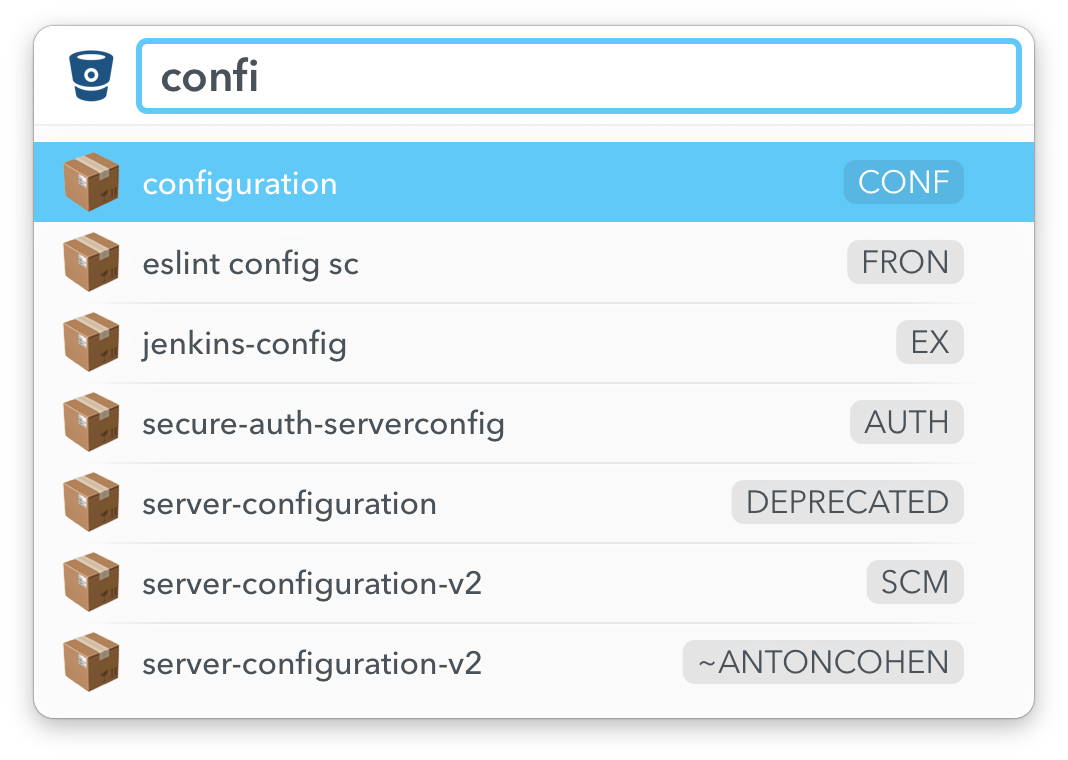 confi
configuration CONF
eslint config sc FRON
jenkins-config EX
secure-auth-serverconfig AUTH
server-configuration DEPRECATED
server-configuration-v2 SCM
server-configuration-v2 ~ANTONCOHEN